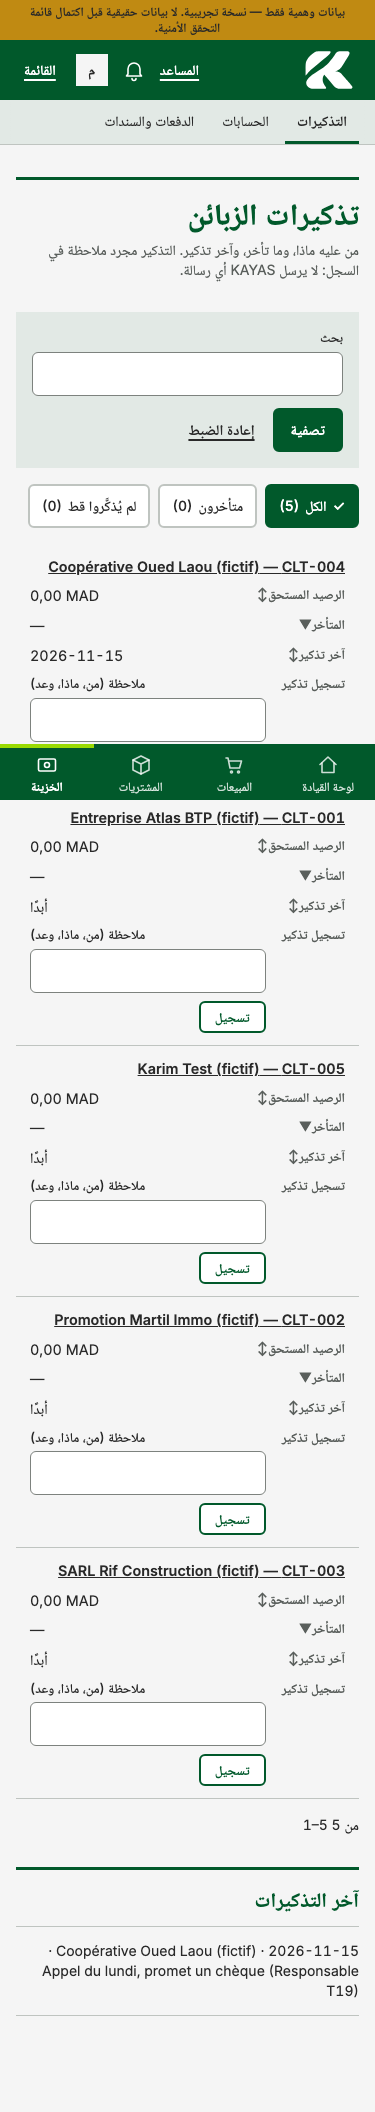 بيانات وهمية فقط — نسخة تجريبية. لا بيانات حقيقية قبل اكتمال قائمة
التحقق الأمنية.
المساعد
م
القائمة
التذكيرات
الحسابات
الدفعات والسندات
تذكيرات الزبائن
من عليه ماذا، وما تأخر، وآخر تذكير. التذكير مجرد ملاحظة في
السجل: لا يرسل KAYAS أي رسالة.
بحث
تصفية
إعادة الضبط
✓ الكل (5)
متأخرون (0)
لم يُذكَّروا قط (0)
Coopérative Oued Laou (fictif) — CLT-004
الرصيد المستحق↕ 0,00 MAD
المتأخر▼ —
آخر تذكير↕ 2026-11-15
تسجيل تذكير ملاحظة (من، ماذا، وعد)
لوحة القيادة
المبيعات
المشتريات
الخزينة
Entreprise Atlas BTP (fictif) — CLT-001
الرصيد المستحق↕ 0,00 MAD
المتأخر▼ —
آخر تذكير↕ أبدًا
تسجيل تذكير ملاحظة (من، ماذا، وعد)
تسجيل
Karim Test (fictif) — CLT-005
الرصيد المستحق↕ 0,00 MAD
المتأخر▼ —
آخر تذكير↕ أبدًا
تسجيل تذكير ملاحظة (من، ماذا، وعد)
تسجيل
Promotion Martil Immo (fictif) — CLT-002
الرصيد المستحق↕ 0,00 MAD
المتأخر▼ —
آخر تذكير↕ أبدًا
تسجيل تذكير ملاحظة (من، ماذا، وعد)
تسجيل
SARL Rif Construction (fictif) — CLT-003
الرصيد المستحق↕ 0,00 MAD
المتأخر▼ —
آخر تذكير↕ أبدًا
تسجيل تذكير ملاحظة (من، ماذا، وعد)
تسجيل
1–5 من 5
آخر التذكيرات
2026-11-15 · Coopérative Oued Laou (fictif) ·
Appel du lundi, promet un chèque (Responsable
T19)